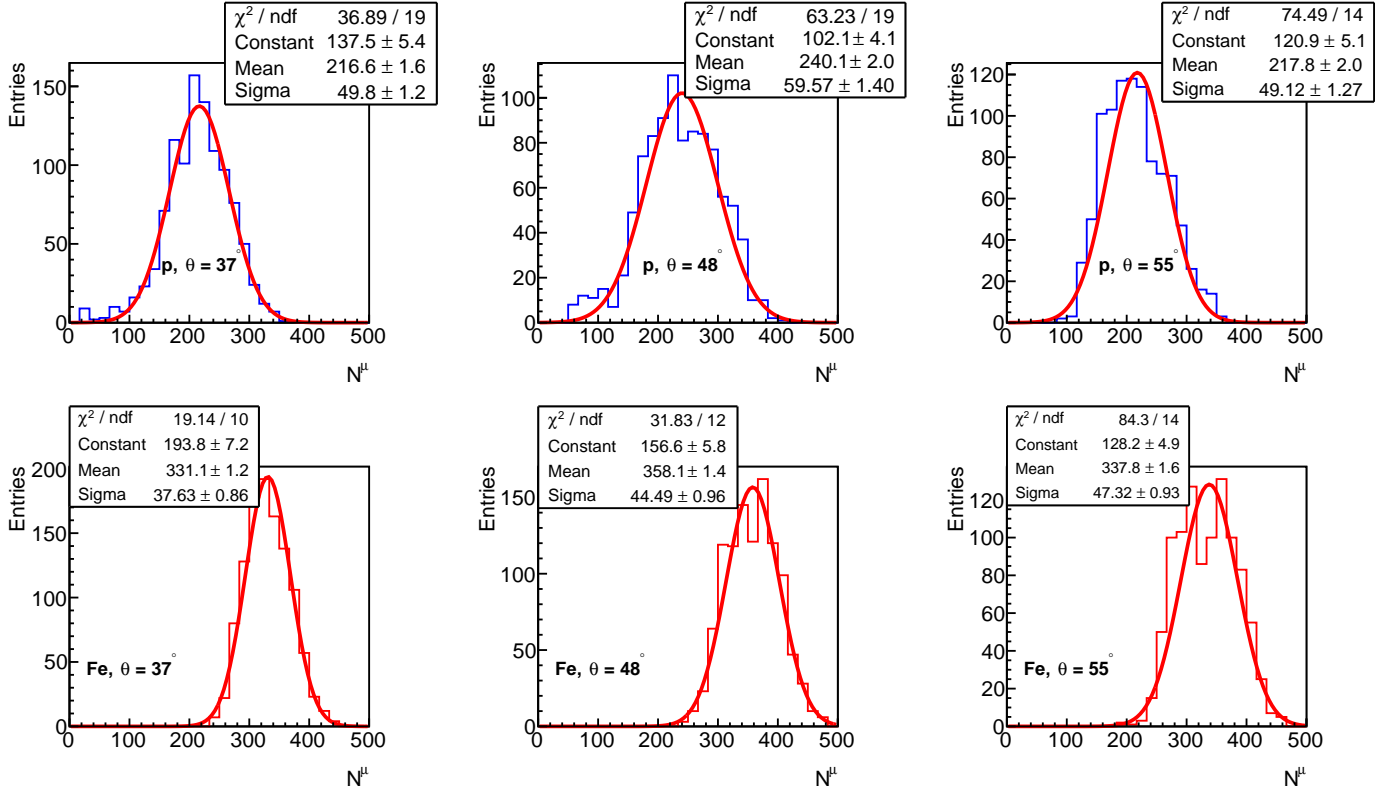 χ² / ndf 36.89 / 19
Constant 137.5 ± 5.4
Mean 216.6 ± 1.6
Sigma 49.8 ± 1.2
Entries
150
100
50
0
p, θ = 37°
0 100 200 300 400 500
N^μ
χ² / ndf 63.23 / 19
Constant 102.1 ± 4.1
Mean 240.1 ± 2.0
Sigma 59.57 ± 1.40
Entries
100
80
60
40
20
0
p, θ = 48°
0 100 200 300 400 500
N^μ
χ² / ndf 74.49 / 14
Constant 120.9 ± 5.1
Mean 217.8 ± 2.0
Sigma 49.12 ± 1.27
Entries
120
100
80
60
40
20
0
p, θ = 55°
0 100 200 300 400 500
N^μ
χ² / ndf 19.14 / 10
Constant 193.8 ± 7.2
Mean 331.1 ± 1.2
Sigma 37.63 ± 0.86
Entries
200
150
100
50
0
Fe, θ = 37°
0 100 200 300 400 500
N^μ
χ² / ndf 31.83 / 12
Constant 156.6 ± 5.8
Mean 358.1 ± 1.4
Sigma 44.49 ± 0.96
Entries
150
100
50
0
Fe, θ = 48°
0 100 200 300 400 500
N^μ
χ² / ndf 84.3 / 14
Constant 128.2 ± 4.9
Mean 337.8 ± 1.6
Sigma 47.32 ± 0.93
Entries
120
100
80
60
40
20
0
Fe, θ = 55°
0 100 200 300 400 500
N^μ